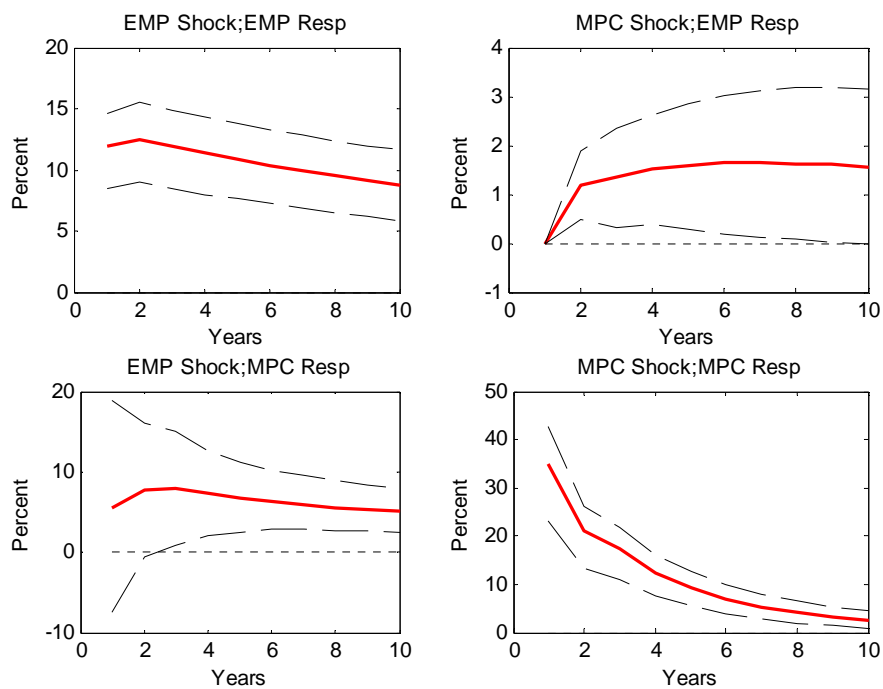 EMP Shock;EMP Resp
20
15
10
5
0
Percent
0 2 4 6 8 10
Years
MPC Shock;EMP Resp
4
3
2
1
0
-1
Percent
0 2 4 6 8 10
Years
EMP Shock;MPC Resp
20
10
0
-10
Percent
0 2 4 6 8 10
Years
MPC Shock;MPC Resp
50
40
30
20
10
0
Percent
0 2 4 6 8 10
Years